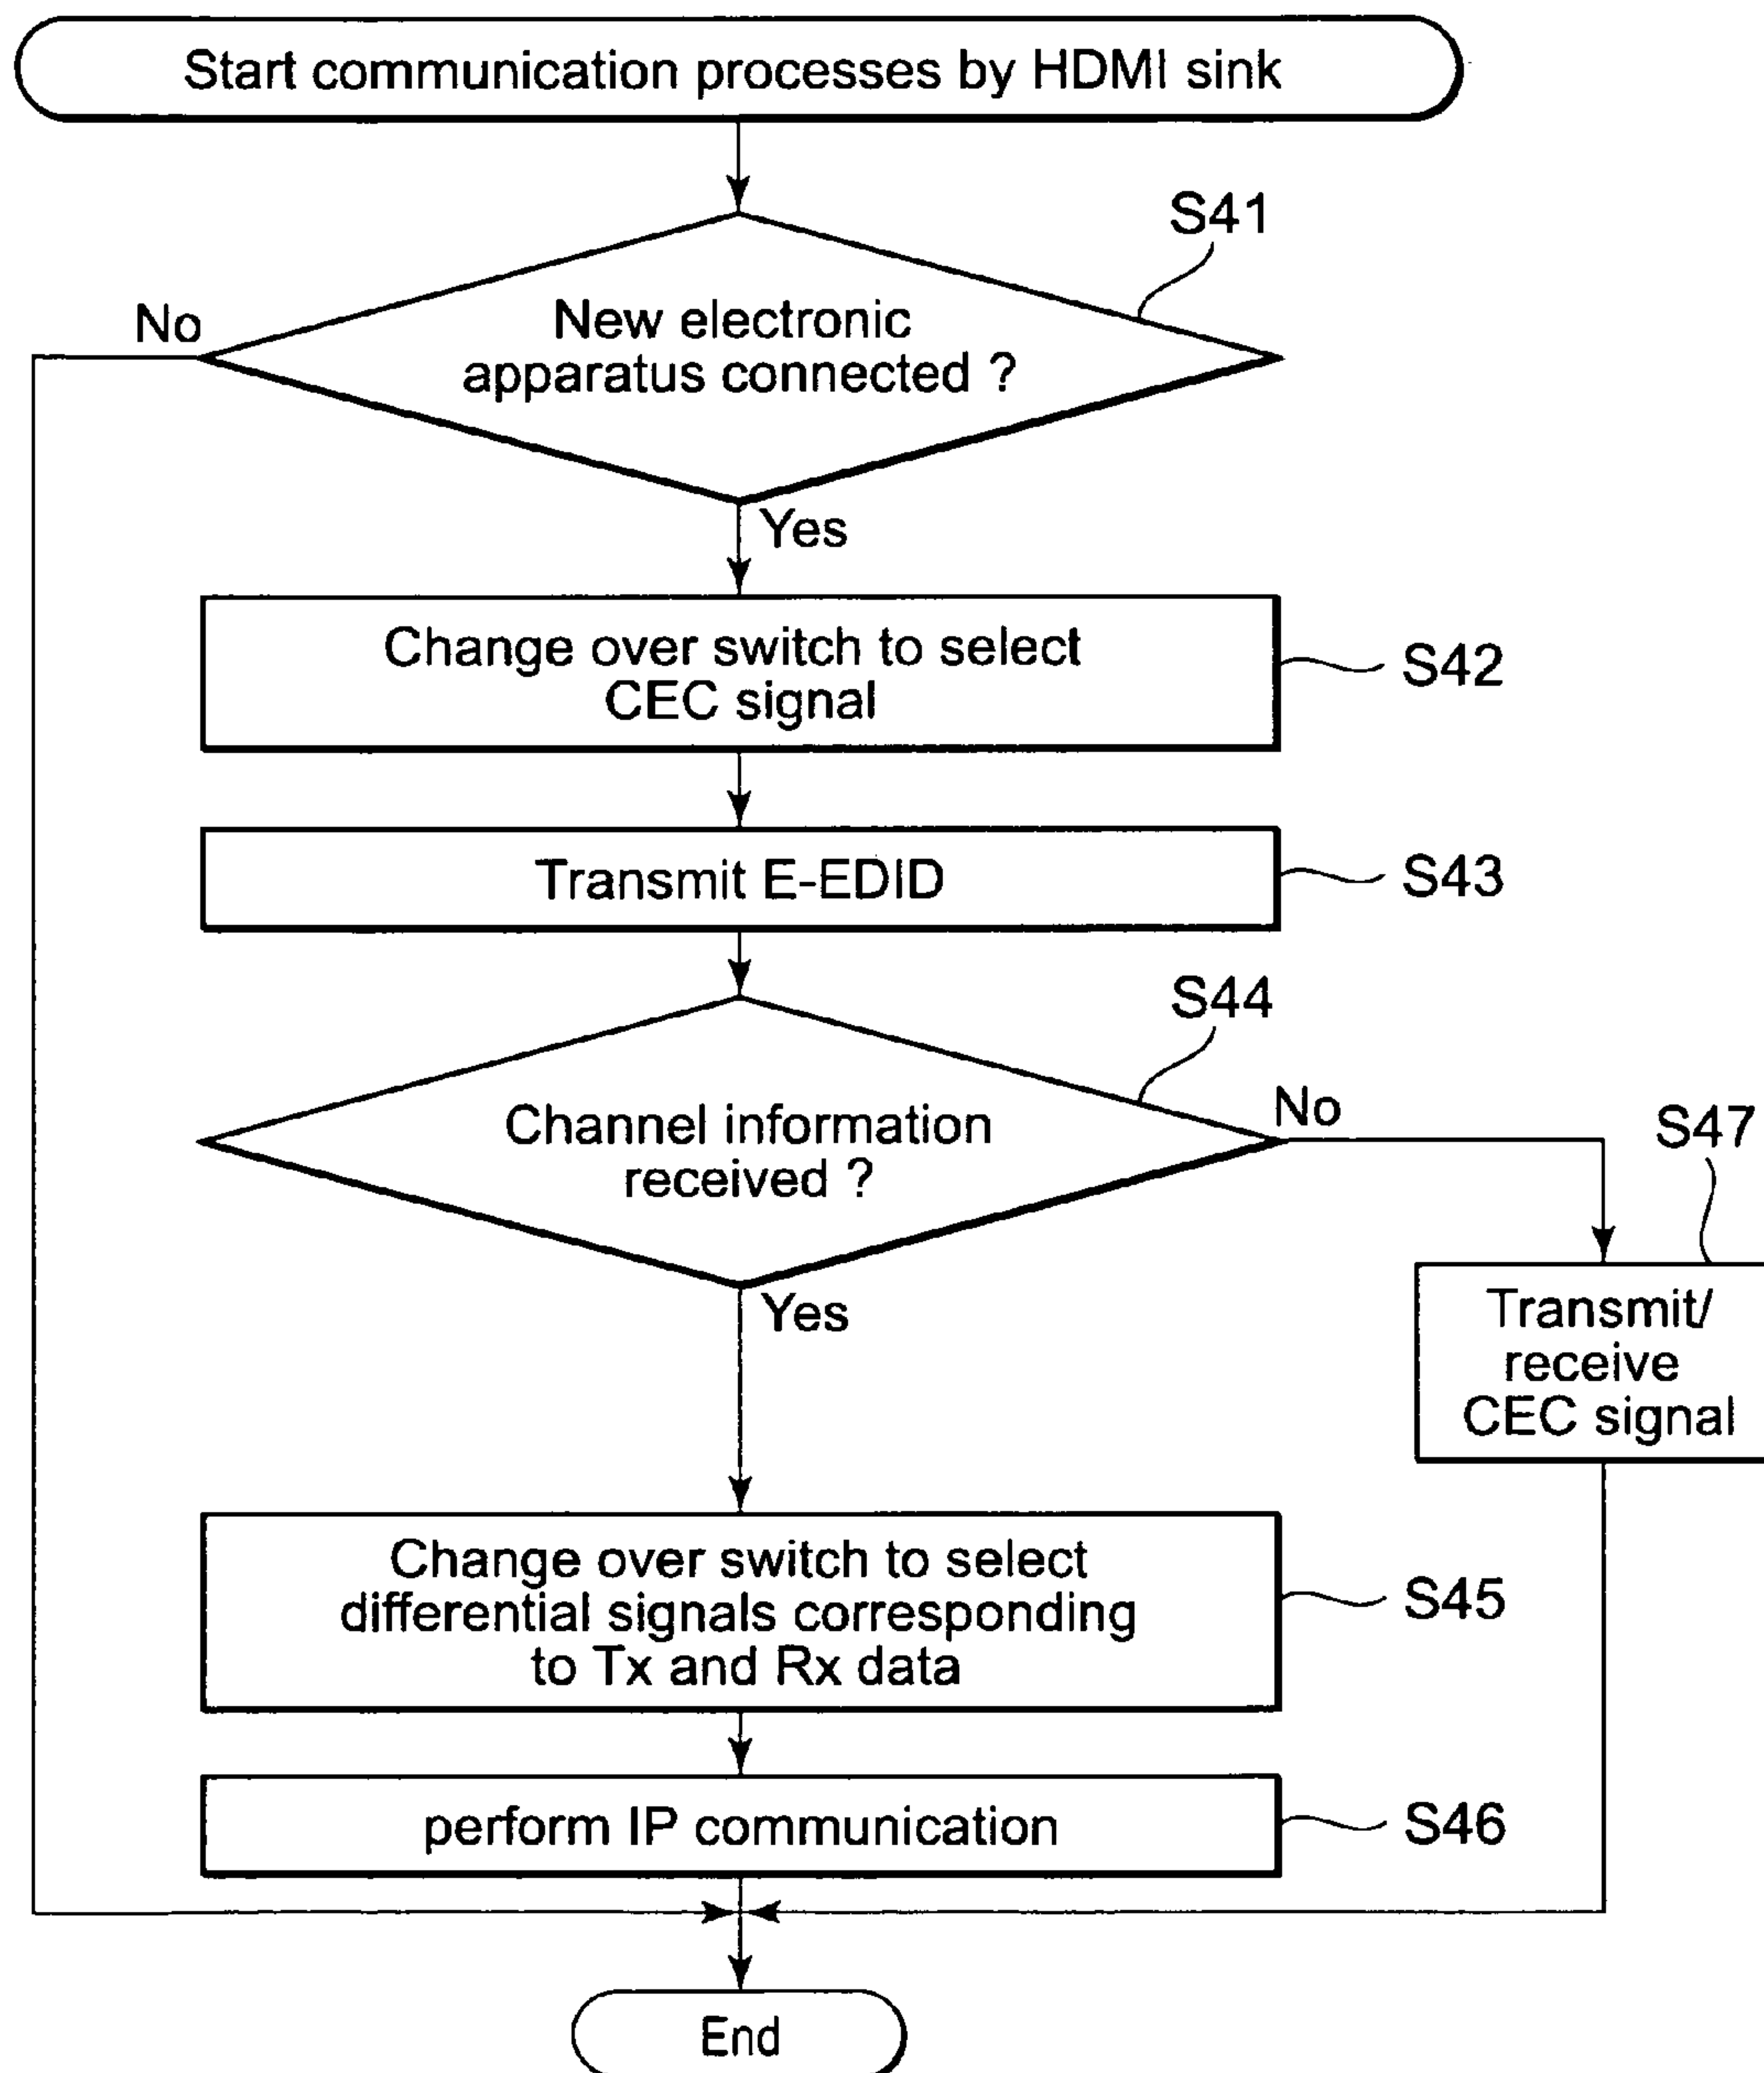 Start communication processes by HDMI sink
S41
No
New electronic
apparatus connected ?
Yes
Change over switch to select
CEC signal
S42
Transmit E-EDID
S43
S44
Channel information
received ?
No
S47
Yes
Transmit/
receive
CEC signal
Change over switch to select
differential signals corresponding
to Tx and Rx data
S45
perform IP communication
S46
End